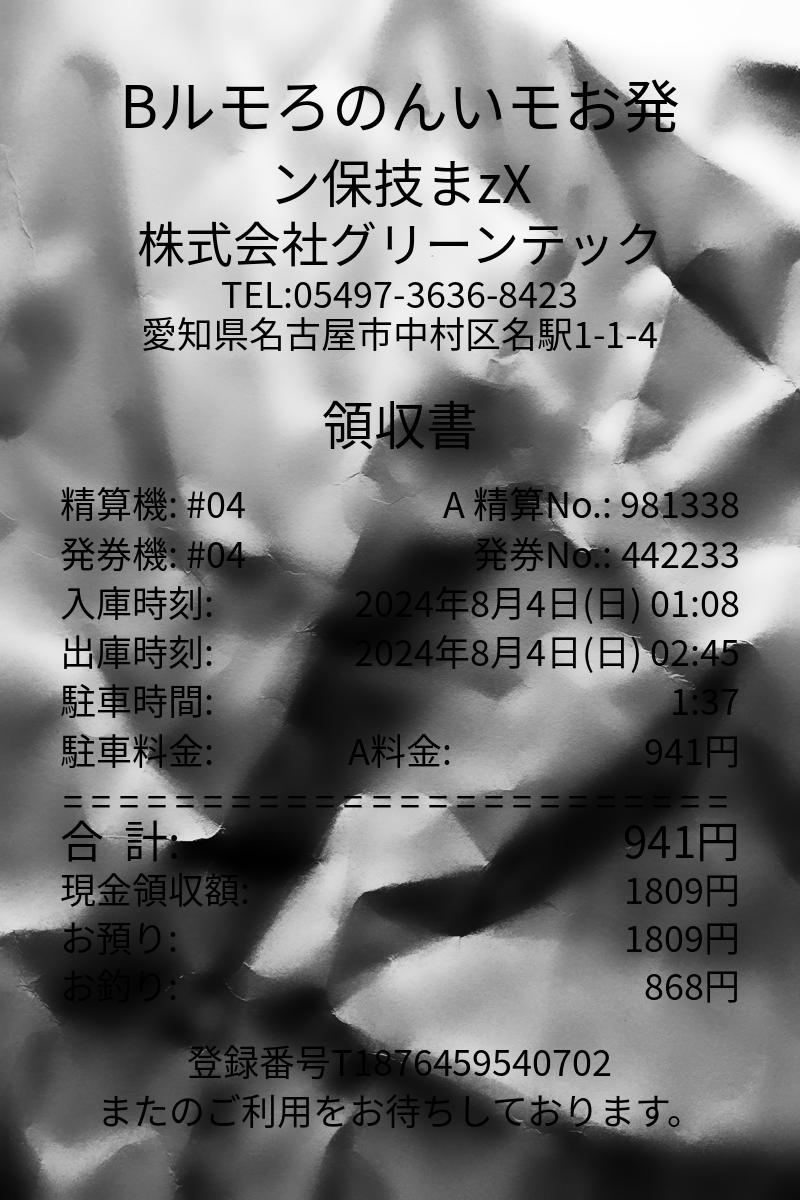 Bルモろのんいモお発
ン保技まzX
株式会社グリーンテック
TEL:05497-3636-8423
愛知県名古屋市中村区名駅1-1-4
領収書
精算機: #04 A 精算No.: 981338
発券機: #04 発券No.: 442233
入庫時刻: 2024年8月4日(日) 01:08
出庫時刻: 2024年8月4日(日) 02:45
駐車時間: 1:37
駐車料金: A料金: 941円
========================
合 計: 941円
現金領収額: 1809円
お預り: 1809円
お釣り: 868円
登録番号T1876459540702
またのご利用をお待ちしております。